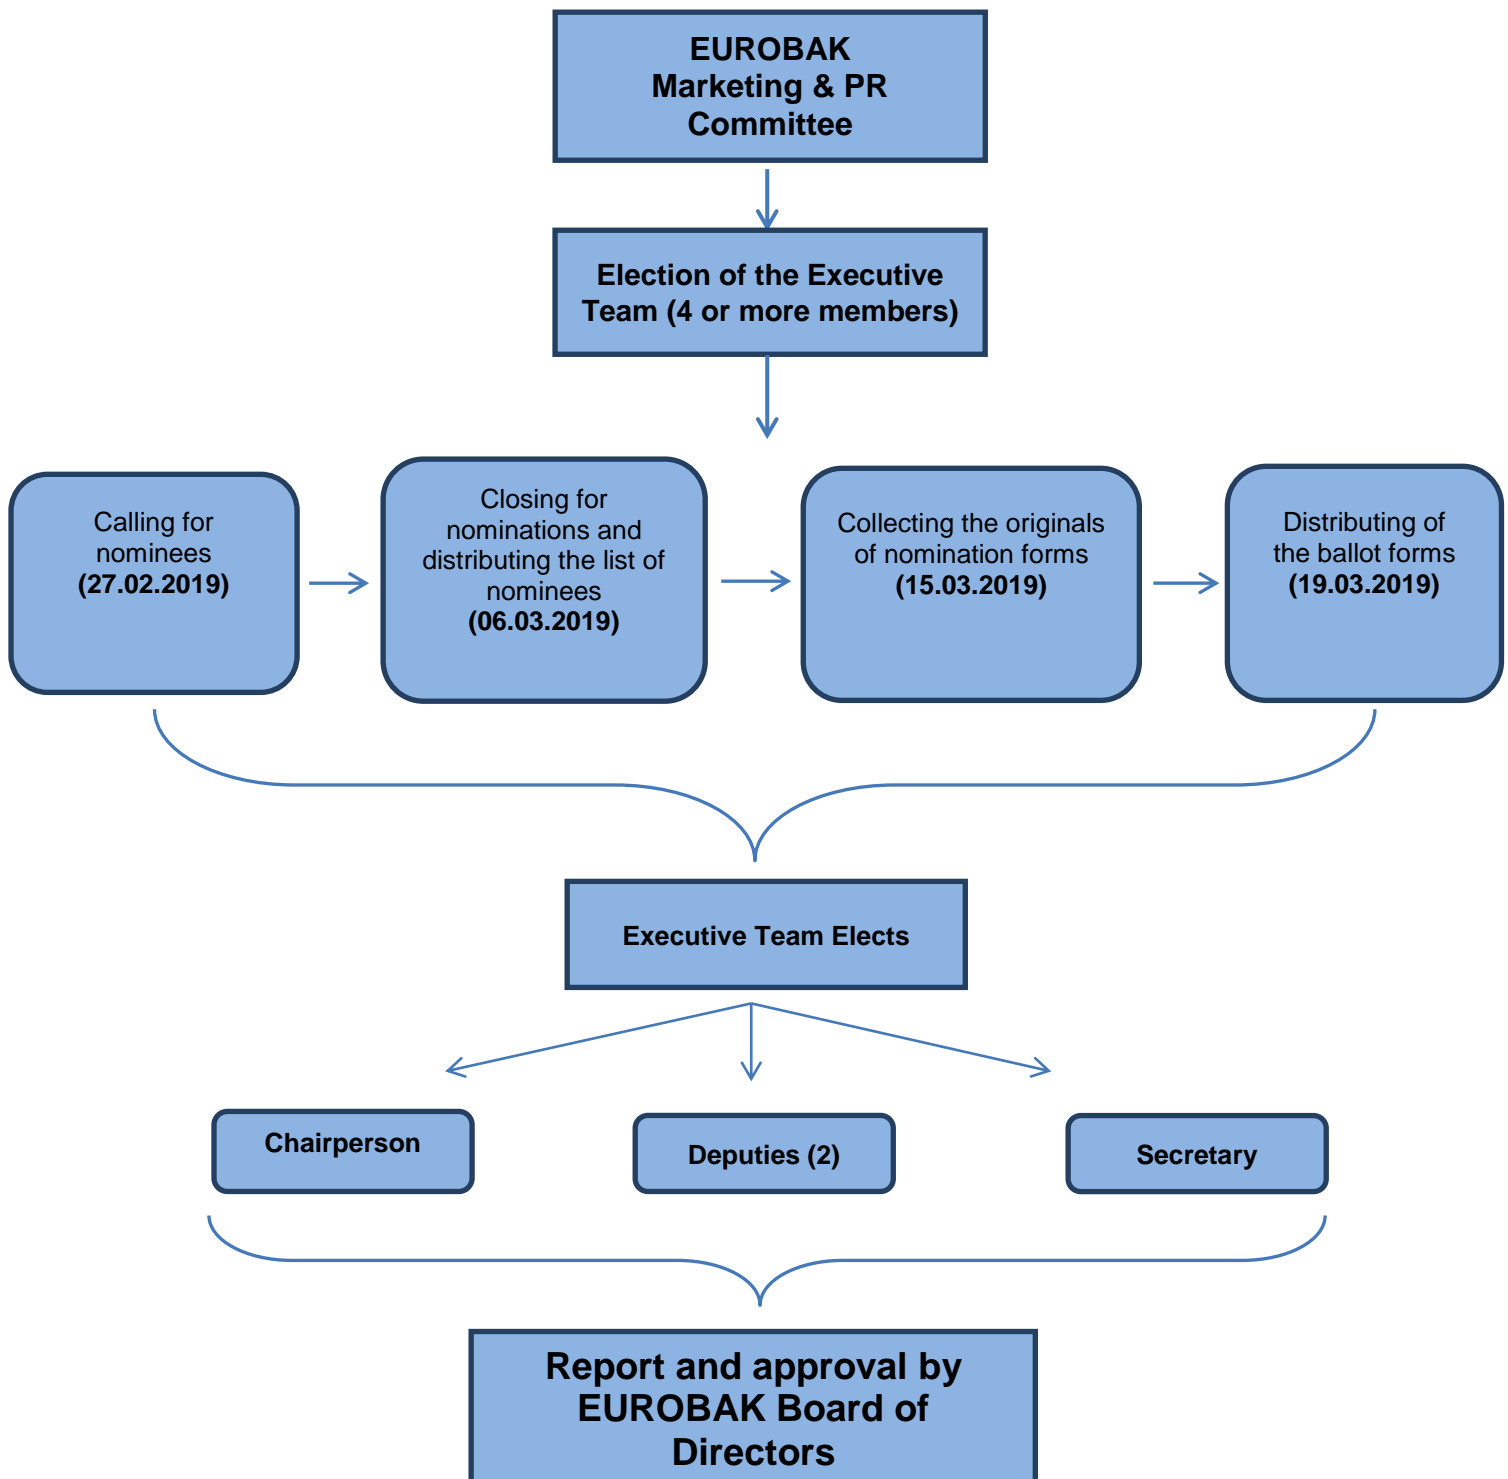 EUROBAK
Marketing & PR
Committee
Election of the Executive
Team (4 or more members)
Calling for
nominees
(27.02.2019)
Closing for
nominations and
distributing the list of
nominees
(06.03.2019)
Collecting the originals
of nomination forms
(15.03.2019)
Distributing of
the ballot forms
(19.03.2019)
Executive Team Elects
Chairperson
Deputies (2)
Secretary
Report and approval by
EUROBAK Board of
Directors